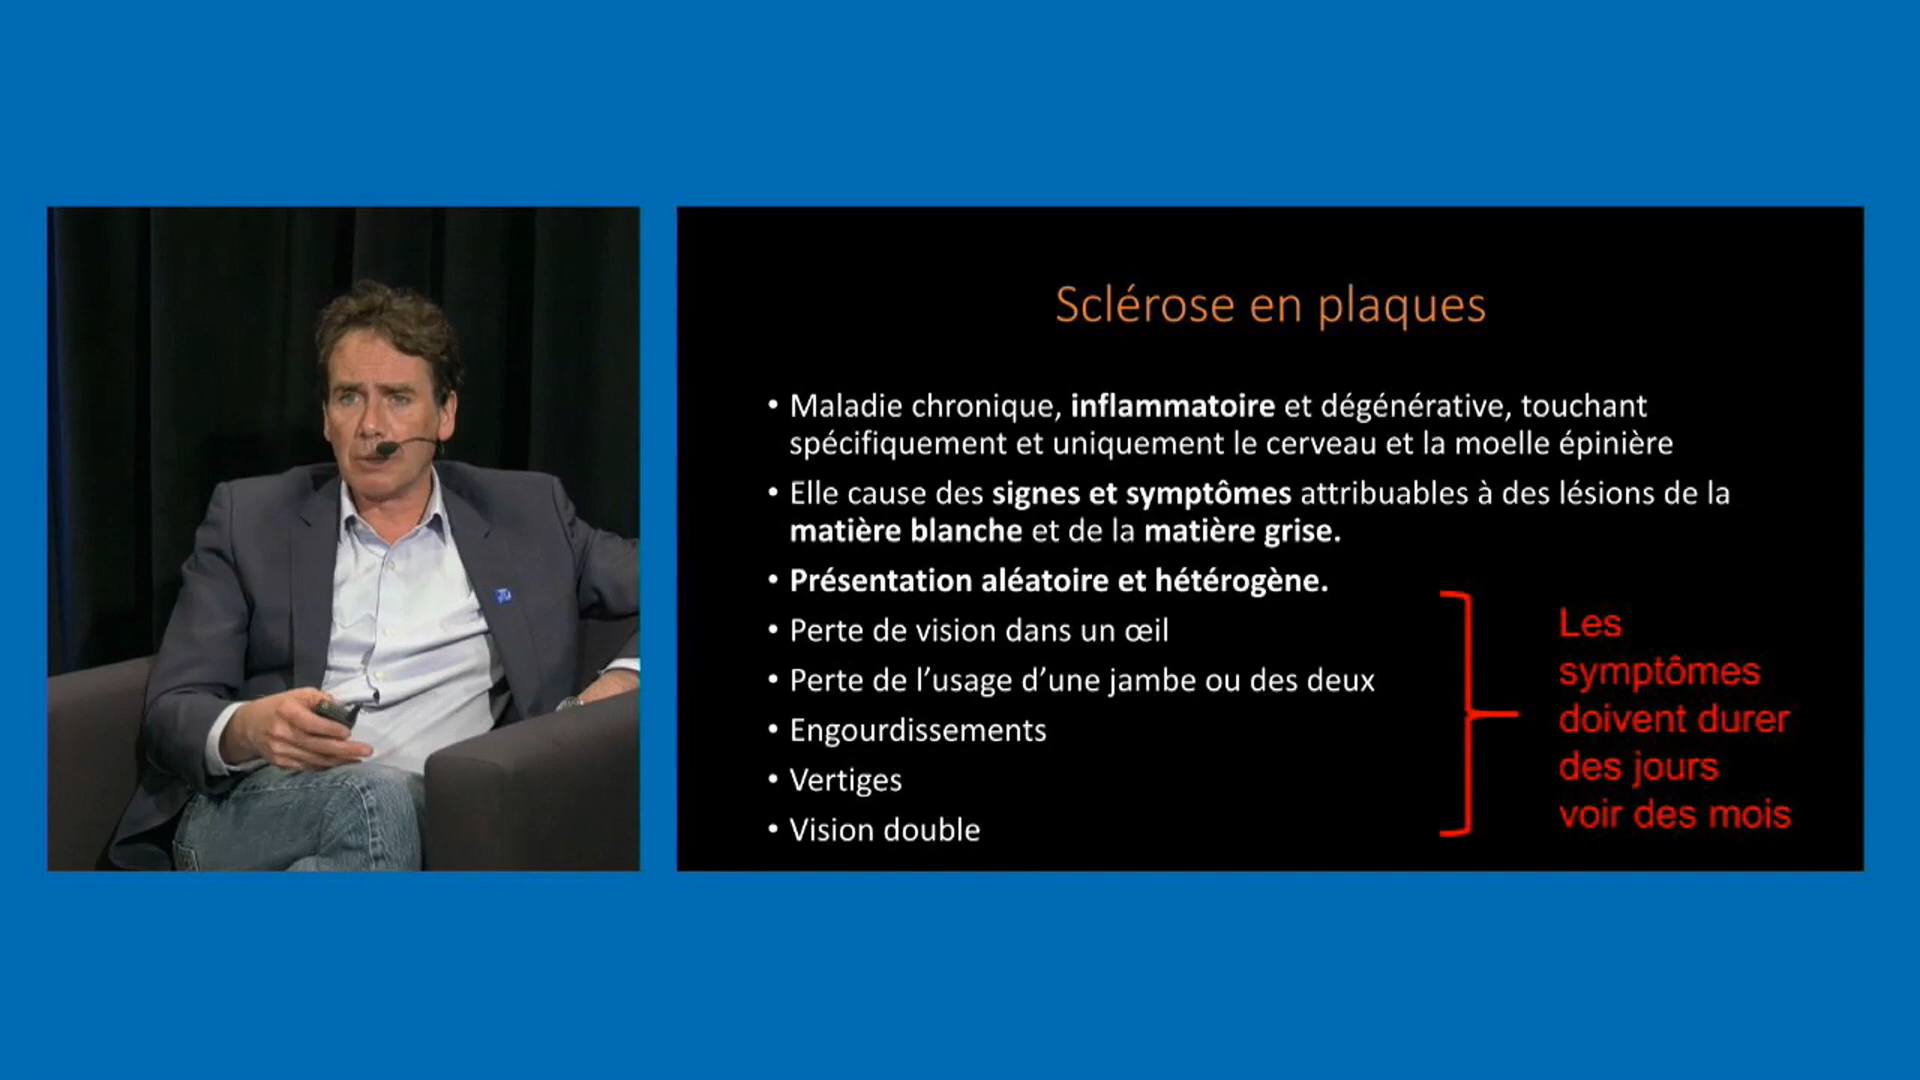 Sclérose en plaques
• Maladie chronique, inflammatoire et dégénérative, touchant
spécifiquement et uniquement le cerveau et la moelle épinière
• Elle cause des signes et symptômes attribuables à des lésions de la
matière blanche et de la matière grise.
• Présentation aléatoire et hétérogène.
• Perte de vision dans un œil
• Perte de l’usage d’une jambe ou des deux
• Engourdissements
• Vertiges
• Vision double
Les
symptômes
doivent durer
des jours
voir des mois